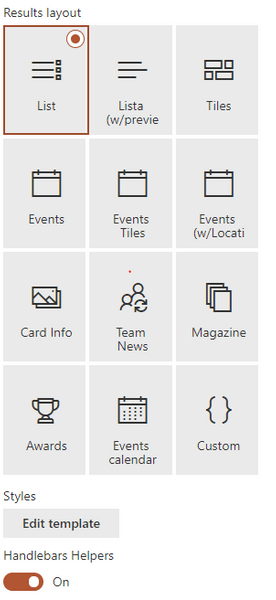 Results layout
List
Lista
(w/previe
Tiles
Events
Events
Tiles
Events
(w/Locati
Card Info
Team
News
Magazine
Awards
Events
calendar
Custom
Styles
Edit template
Handlebars Helpers
On